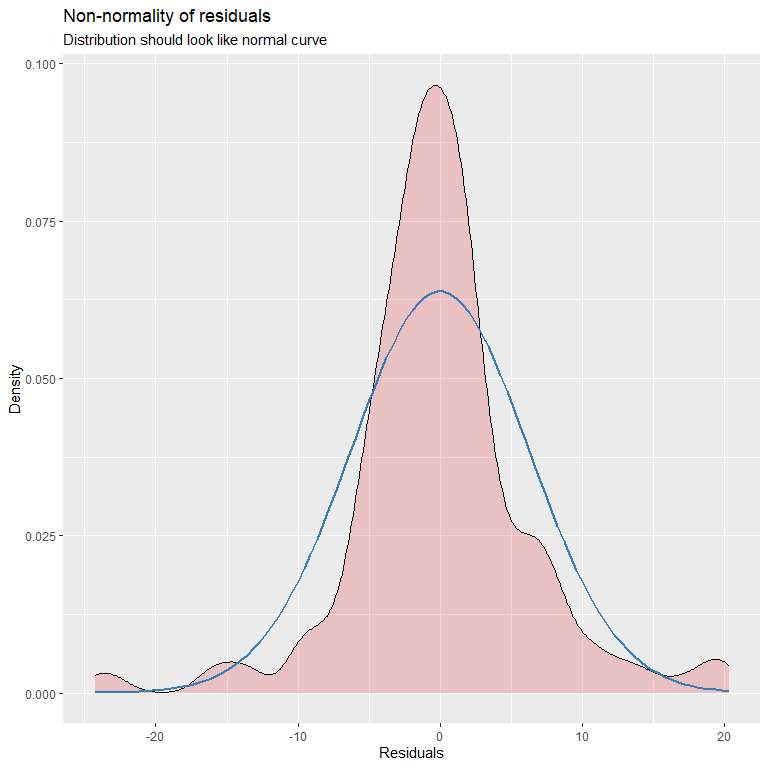 Non-normality of residuals
Distribution should look like normal curve
0.100
0.075
0.050
0.025
0.000
Density
-20
-10
0
10
20
Residuals